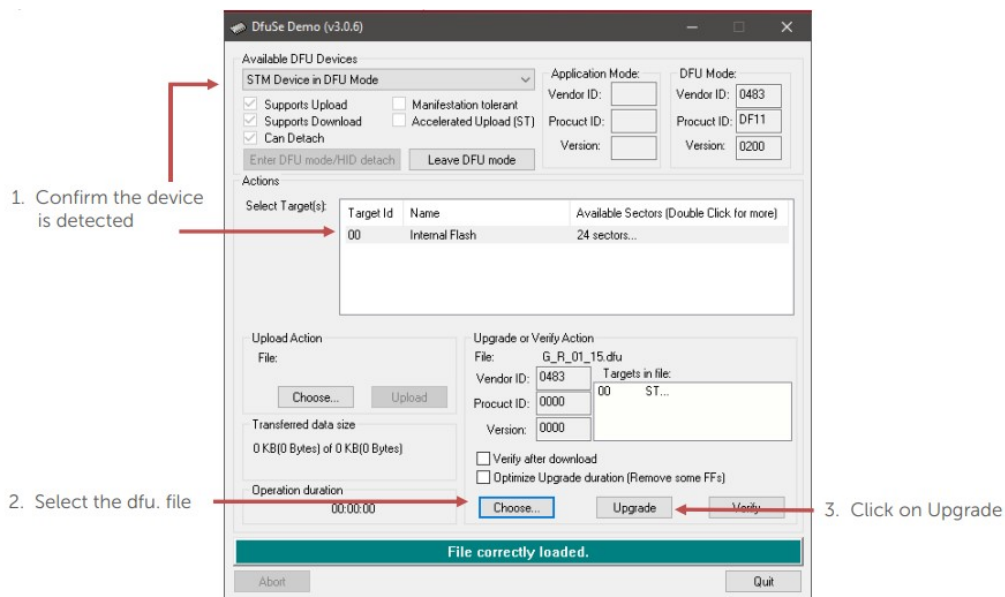 DfuSe Demo (v3.0.6)
Available DFU Devices
STM Device in DFU Mode
Supports Upload
Supports Download
Can Detach
Manifestation tolerant
Accelerated Upload (ST)
Enter DFU mode/HID detach
Leave DFU mode
Application Mode:
Vendor ID:
Procuct ID:
Version:
DFU Mode:
Vendor ID: 0483
Procuct ID: DF11
Version: 0200
1. Confirm the device
is detected
Actions
Select Target(s):
Target Id Name Available Sectors (Double Click for more)
00 Internal Flash 24 sectors...
Upload Action
File:
Choose... Upload
Transferred data size
0 KB(0 Bytes) of 0 KB(0 Bytes)
Operation duration
00:00:00
Upgrade or Verify Action
File: G_R_01_15.dfu
Vendor ID: 0483
Procuct ID: 0000
Version: 0000
Targets in file:
00 ST...
Verify after download
Optimize Upgrade duration (Remove some FFs)
2. Select the dfu. file
Choose... Upgrade Verify
3. Click on Upgrade
File correctly loaded.
Abort Quit